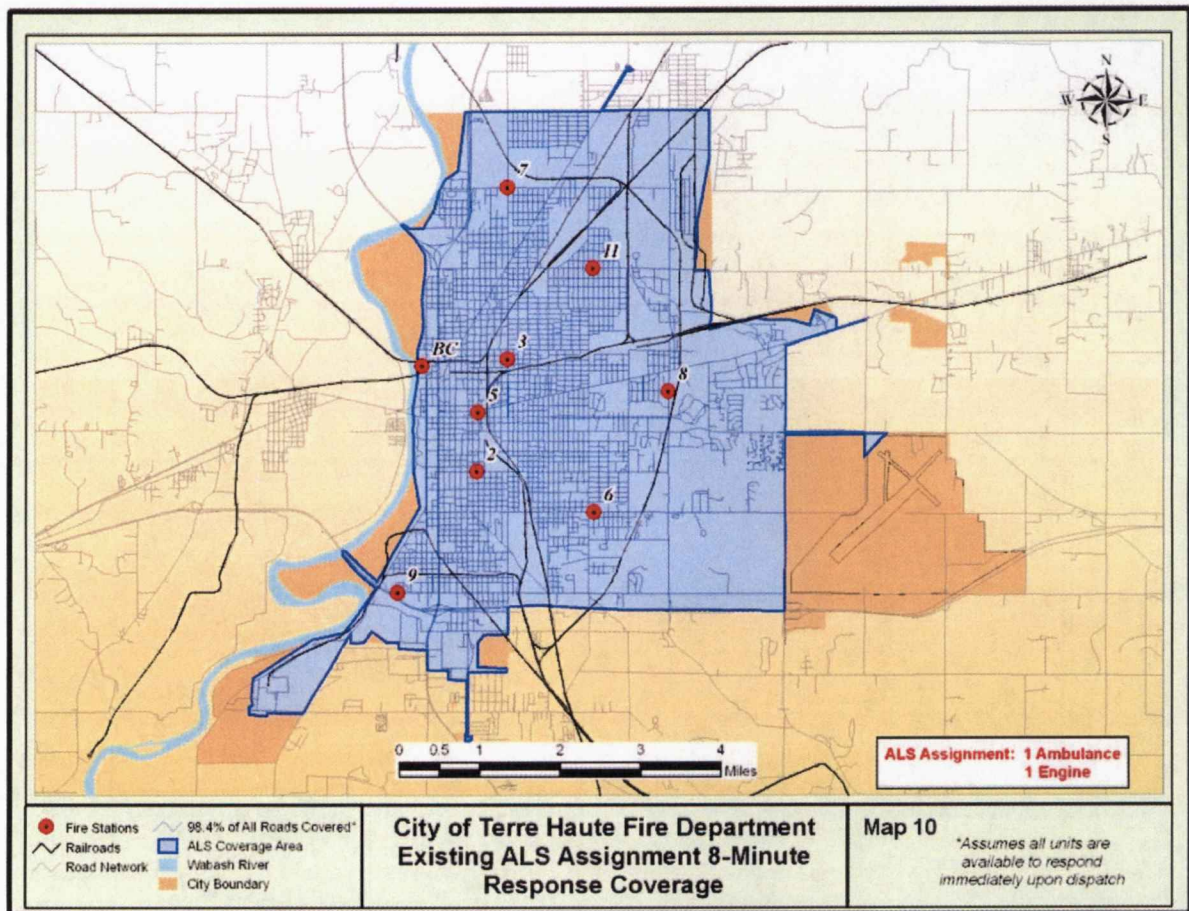 N
W E
S
7
11
3
BC
8
5
2
6
9
0 0.5 1 2 3 4
Miles
ALS Assignment: 1 Ambulance
1 Engine
Fire Stations
Railroads
Road Network
98.4% of All Roads Covered*
ALS Coverage Area
Wabash River
City Boundary
City of Terre Haute Fire Department
Existing ALS Assignment 8-Minute
Response Coverage
Map 10
*Assumes all units are
available to respond
immediately upon dispatch